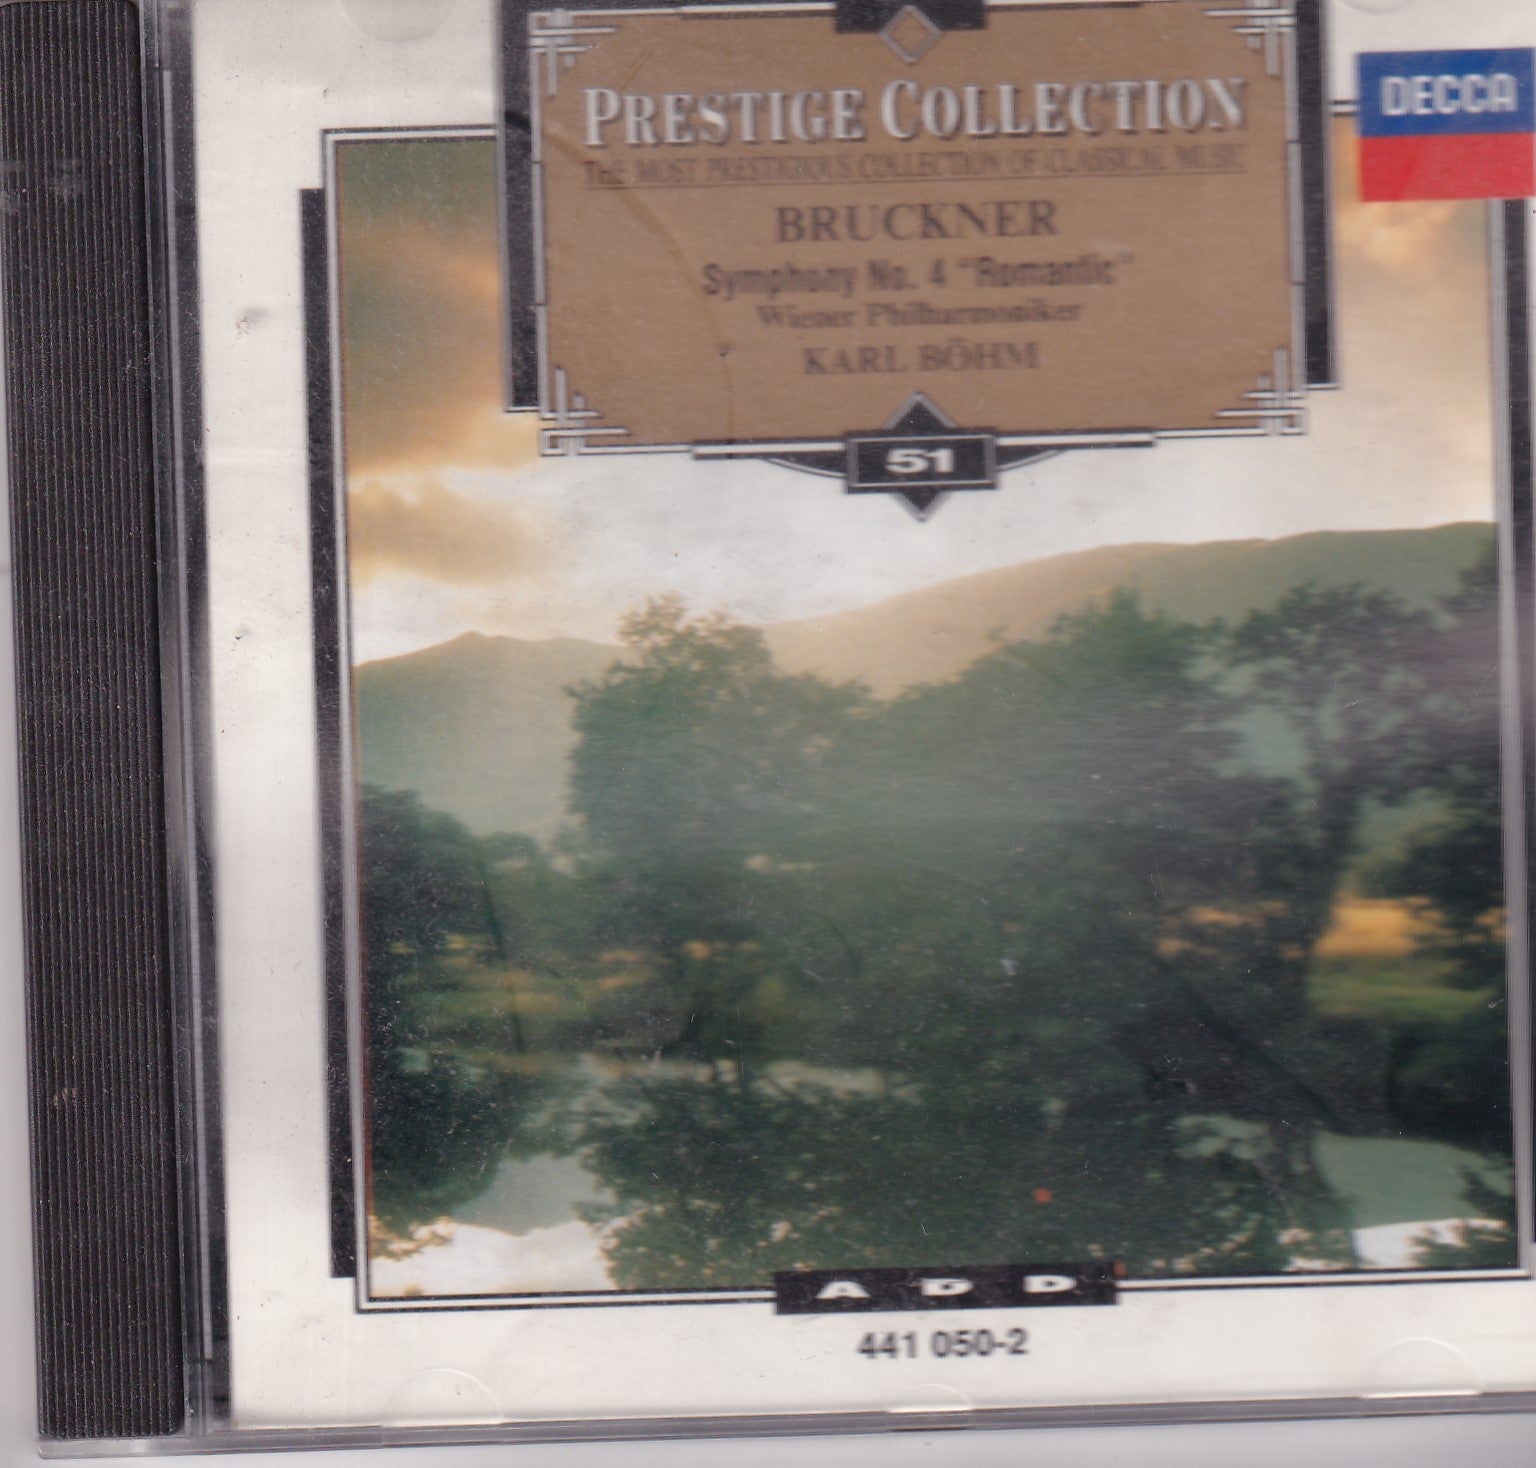 PRESTIGE COLLECTION
THE MOST PRESTIGIOUS COLLECTION OF CLASSICAL MUSIC
DECCA
BRUCKNER
Symphony No. 4 "Romantic"
Wiener Philharmoniker
KARL BÖHM
51
ADD
441 050-2